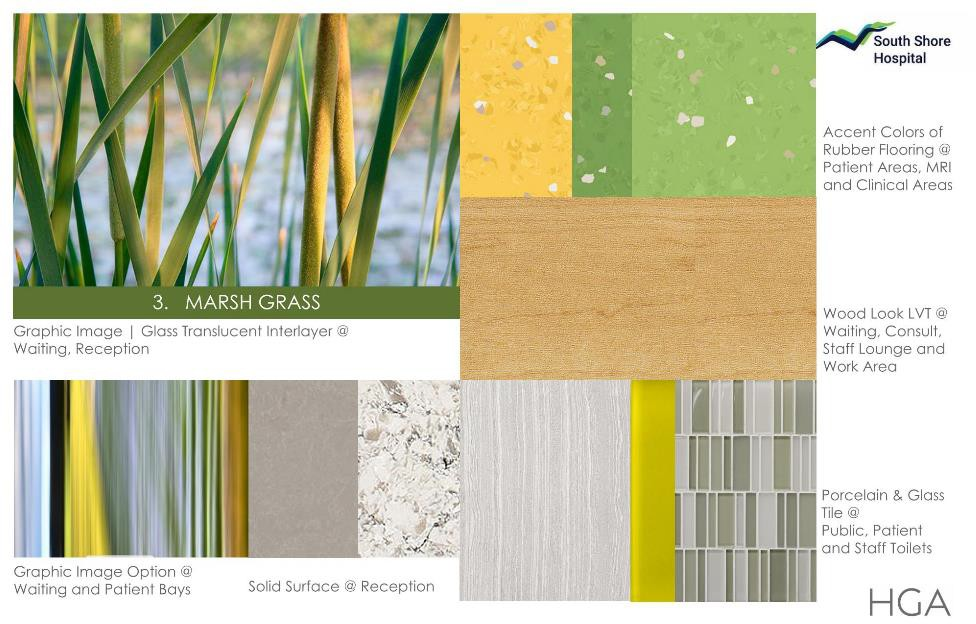 South Shore
Hospital
Accent Colors of
Rubber Flooring @
Patient Areas, MRI
and Clinical Areas
3. MARSH GRASS
Graphic Image | Glass Translucent Interlayer @
Waiting, Reception
Wood Look LVT @
Waiting, Consult,
Staff Lounge and
Work Area
Porcelain & Glass
Tile @
Public, Patient
and Staff Toilets
Graphic Image Option @
Waiting and Patient Bays
Solid Surface @ Reception
HGA